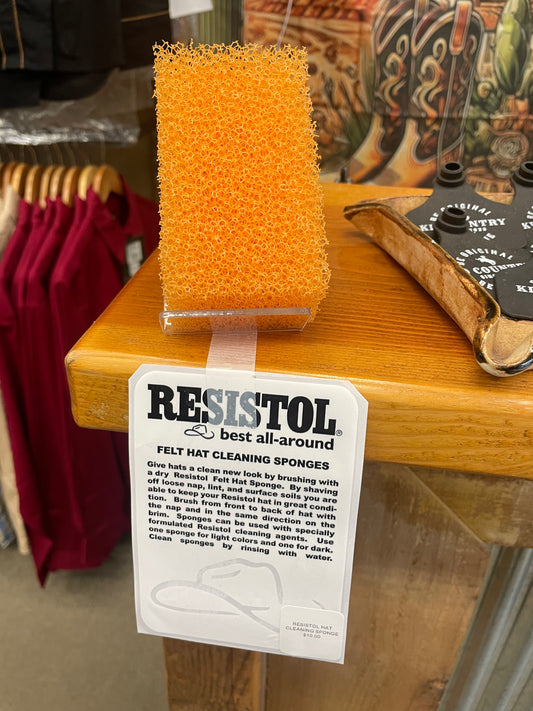 RESISTOL®
best all-around
FELT HAT CLEANING SPONGES
Give hats a clean new look by brushing with
a dry Resistol Felt Hat Sponge. By shaving
off loose nap, lint, and surface soils you are
able to keep your Resistol hat in great condi-
tion. Brush from front to back of hat with
the nap and in the same direction on the
brim. Sponges can be used with specially
formulated Resistol cleaning agents. Use
one sponge for light colors and one for dark.
Clean sponges by rinsing with water.
RESISTOL HAT
CLEANING SPONGE
$10.00
ORIGINAL
COUNTRY